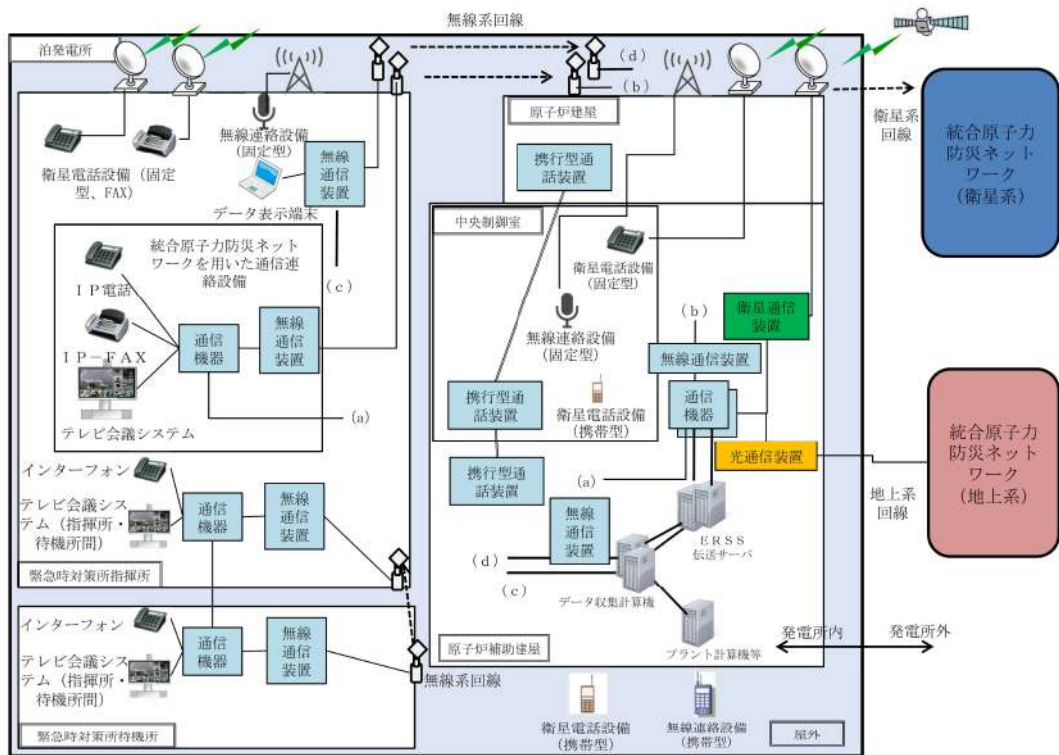 無線系回線
泊発電所
(d)
(b)
原子炉建屋
衛星系
回線
統合原子力
防災ネット
ワーク
(衛星系)
衛星電話設備 (固定
型、FAX)
無線連絡設備
(固定型)
無線
通信
装置
データ表示端末
携行型通
話装置
中央制御室
統合原子力防災ネット
ワークを用いた通信連
絡設備
(c)
IP電話
IP-FAX
通信
機器
無線
通信
装置
テレビ会議システム
(a)
衛星電話設備
(固定型)
無線連絡設備
(固定型)
(b)
衛星通信
装置
無線通信装置
通信
機器
携行型通
話装置
衛星電話設備
(携帯型)
光通信装置
統合原子力
防災ネット
ワーク
(地上系)
地上系
回線
携行型通
話装置
(a)
無線
通信
装置
ERSS
伝送サーバ
(d)
(c)
データ収集計算機
プラント計算機等
原子炉補助建屋
発電所内
発電所外
インターフォン
テレビ会議シス
テム (指揮所・
待機所間)
通信
機器
無線
通信
装置
緊急時対策所指揮所
インターフォン
テレビ会議シス
テム (指揮所・
待機所間)
通信
機器
無線
通信
装置
無線系回線
緊急時対策所待機所
衛星電話設備
(携帯型)
無線連絡設備
(携帯型)
屋外